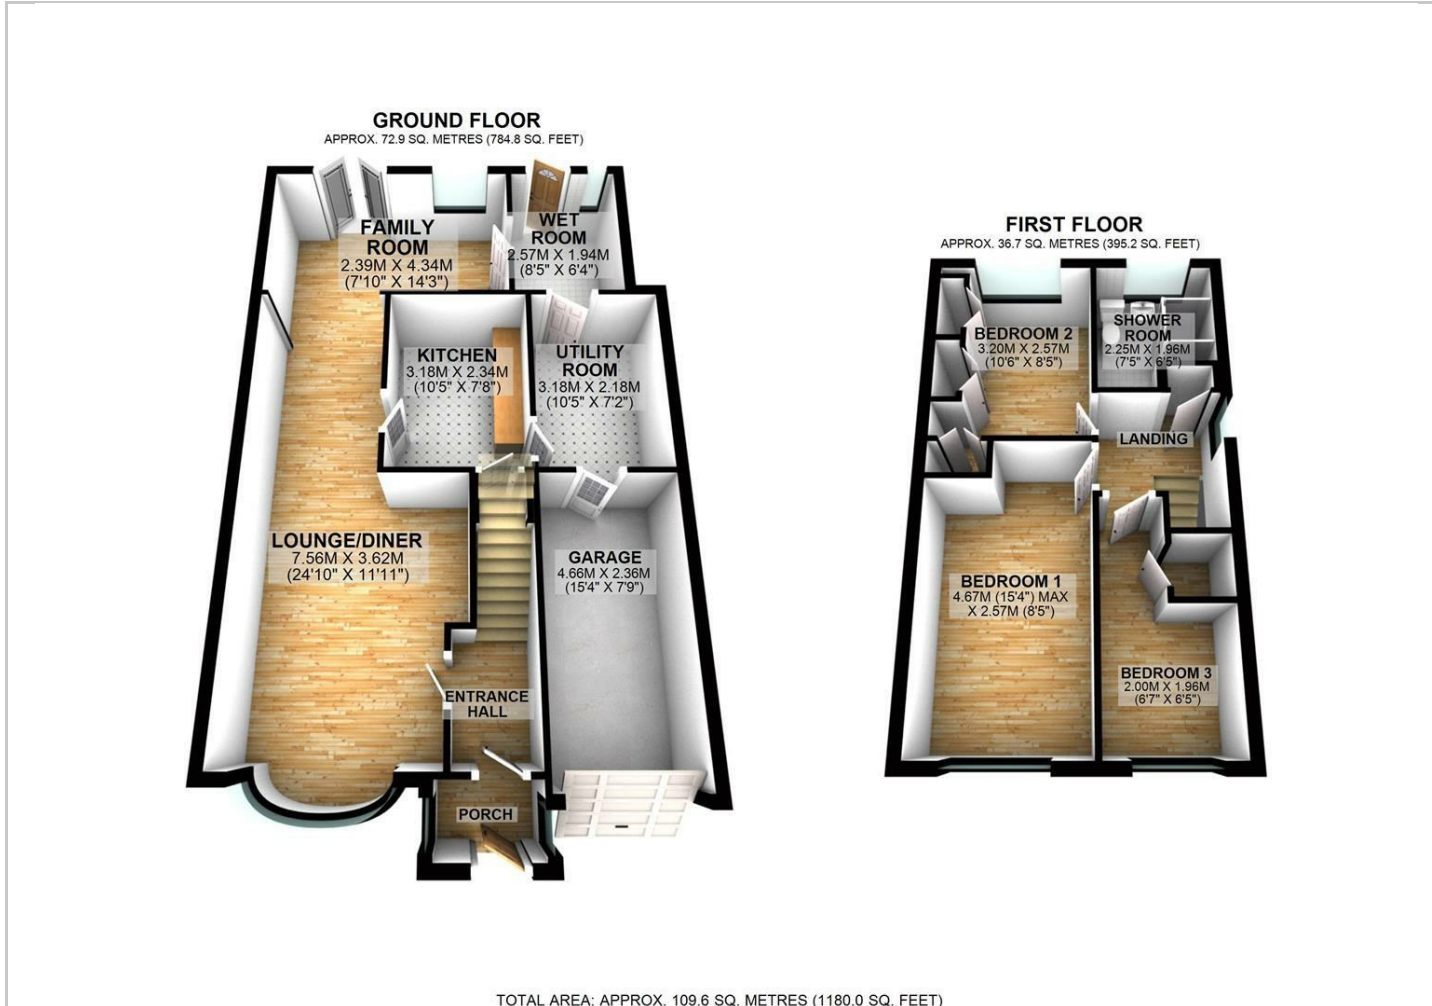 GROUND FLOOR
APPROX. 72.9 SQ. METRES (784.8 SQ. FEET)
FAMILY
ROOM
2.39M X 4.34M
(7'10" X 14'3")
WET
ROOM
2.57M X 1.94M
(8'5" X 6'4")
KITCHEN
3.18M X 2.34M
(10'5" X 7'8")
UTILITY
ROOM
3.18M X 2.18M
(10'5" X 7'2")
LOUNGE/DINER
7.56M X 3.62M
(24'10" X 11'11")
GARAGE
4.66M X 2.36M
(15'4" X 7'9")
ENTRANCE
HALL
PORCH
FIRST FLOOR
APPROX. 36.7 SQ. METRES (395.2 SQ. FEET)
BEDROOM 2
3.20M X 2.57M
(10'6" X 8'5")
SHOWER
ROOM
2.25M X 1.96M
(7'5" X 6'5")
LANDING
BEDROOM 1
4.67M (15'4") MAX
X 2.57M (8'5")
BEDROOM 3
2.00M X 1.96M
(6'7" X 6'5")
TOTAL AREA: APPROX. 109.6 SQ. METRES (1180.0 SQ. FEET)